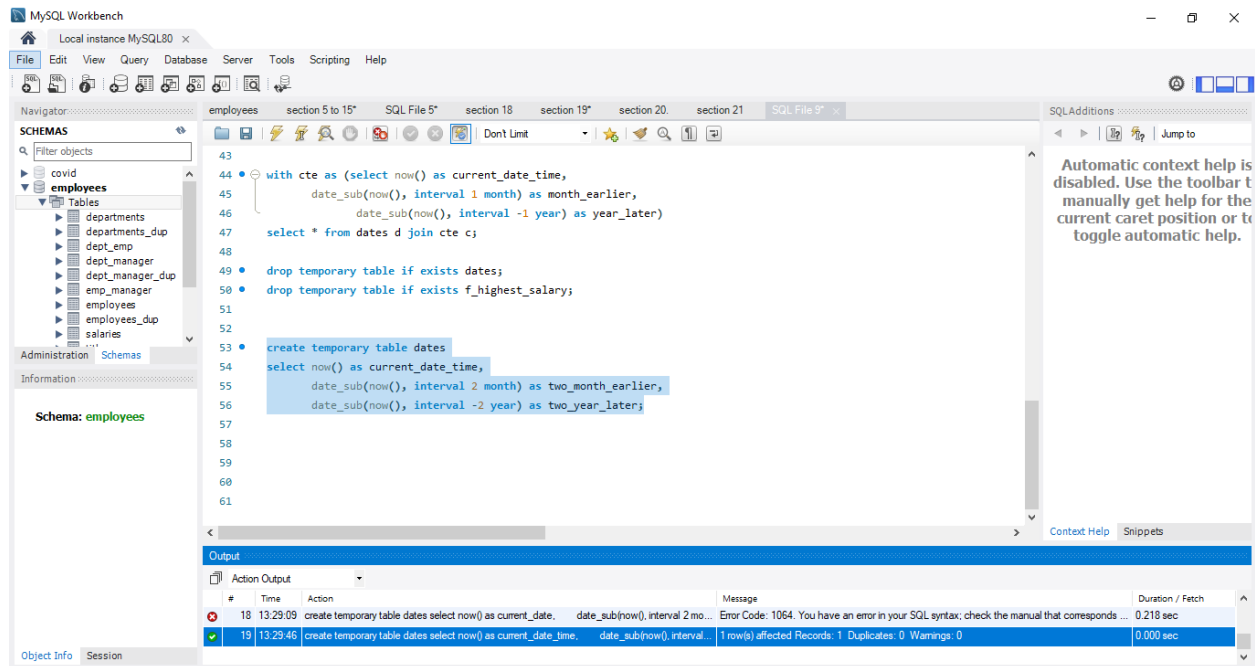 MySQL Workbench
Local instance MySQL80
File Edit View Query Database Server Tools Scripting Help
Navigator
SCHEMAS
Filter objects
covid
employees
Tables
departments
departments_dup
dept_emp
dept_manager
dept_manager_dup
emp_manager
employees
employees_dup
salaries
Administration Schemas
Information
Schema: employees
Object Info Session
employees section 5 to 15* SQL File 5* section 18 section 19* section 20. section 21 SQL File 9*
Don't Limit
43
44 with cte as (select now() as current_date_time,
45 date_sub(now(), interval 1 month) as month_earlier,
46 date_sub(now(), interval -1 year) as year_later)
47 select * from dates d join cte c;
48
49 drop temporary table if exists dates;
50 drop temporary table if exists f_highest_salary;
51
52
53 create temporary table dates
54 select now() as current_date_time,
55 date_sub(now(), interval 2 month) as two_month_earlier,
56 date_sub(now(), interval -2 year) as two_year_later;
57
58
59
60
61
SQLAdditions
Jump to
Automatic context help is
disabled. Use the toolbar t
manually get help for the
current caret position or to
toggle automatic help.
Context Help Snippets
Output
Action Output
# Time Action Message Duration / Fetch
18 13:29:09 create temporary table dates select now() as current_date, date_sub(now(), interval 2 mo... Error Code: 1064. You have an error in your SQL syntax; check the manual that corresponds ... 0.218 sec
19 13:29:46 create temporary table dates select now() as current_date_time, date_sub(now(), interval... 1 row(s) affected Records: 1 Duplicates: 0 Warnings: 0 0.000 sec